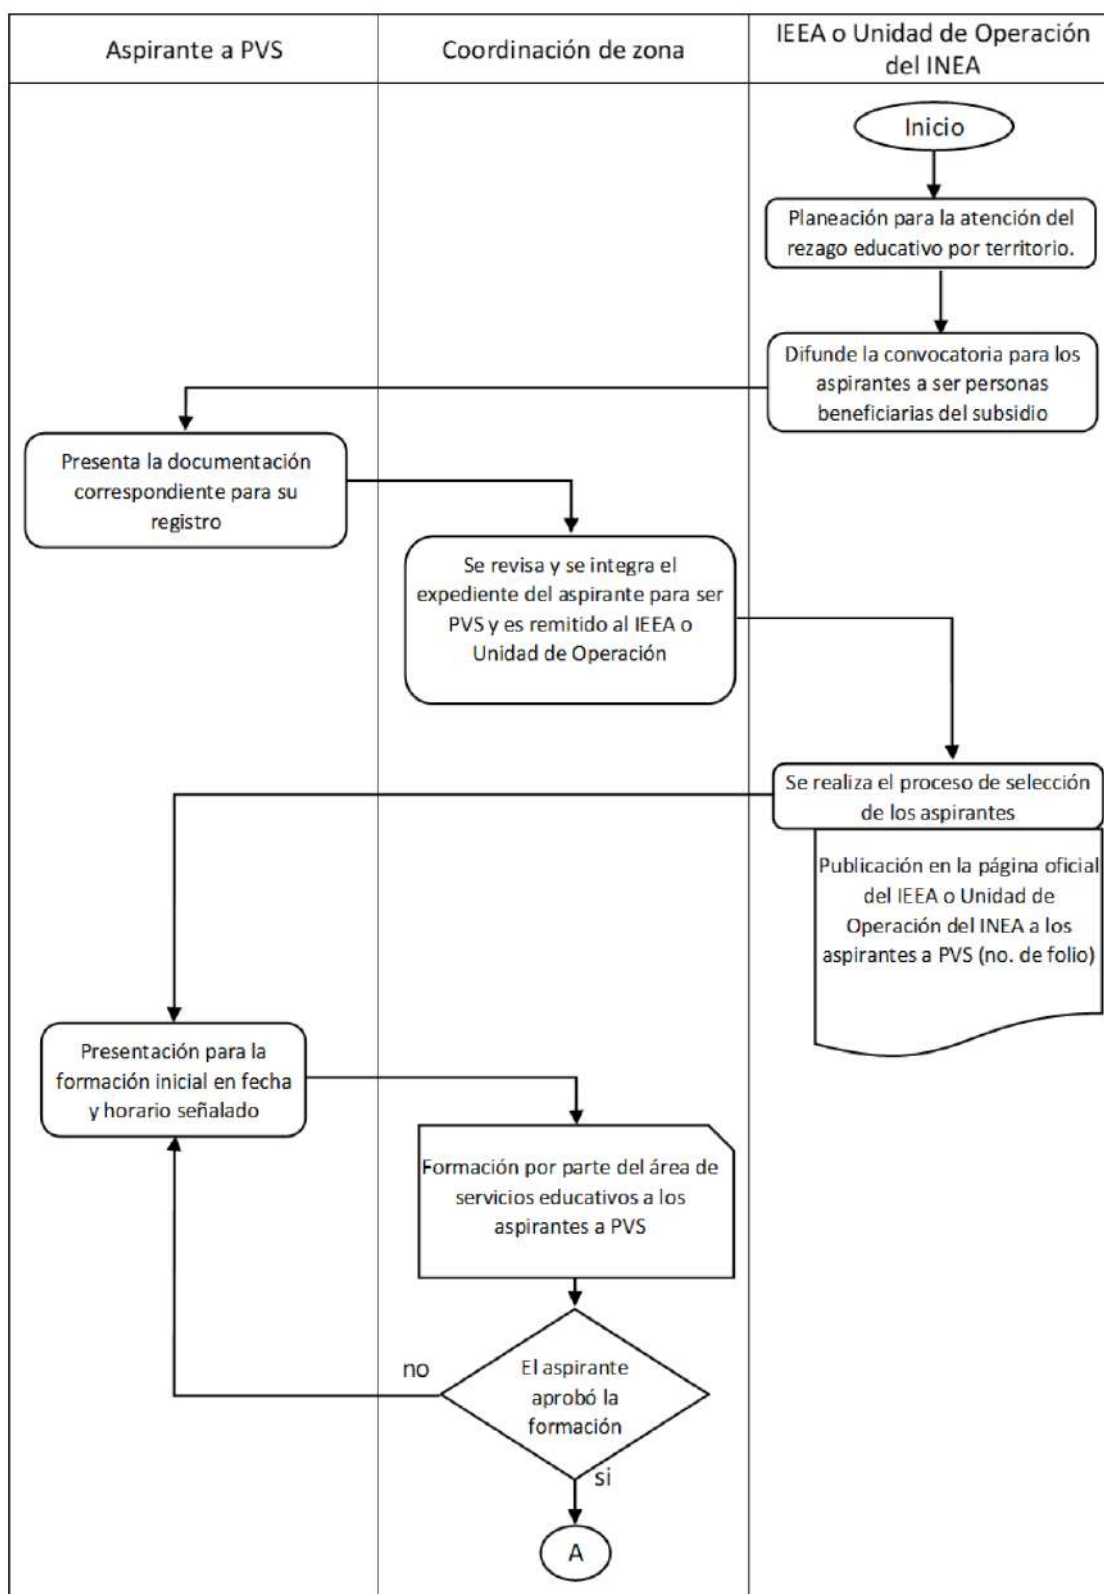 Aspirante a PVS
Coordinación de zona
IEEA o Unidad de Operación
del INEA
Inicio
Planeación para la atención del
rezago educativo por territorio.
Difunde la convocatoria para los
aspirantes a ser personas
beneficiarias del subsidio
Presenta la documentación
correspondiente para su
registro
Se revisa y se integra el
expediente del aspirante para ser
PVS y es remitido al IEEA o
Unidad de Operación
Se realiza el proceso de selección
de los aspirantes
Publicación en la página oficial
del IEEA o Unidad de
Operación del INEA a los
aspirantes a PVS (no. de folio)
Presentación para la
formación inicial en fecha
y horario señalado
Formación por parte del área de
servicios educativos a los
aspirantes a PVS
no
El aspirante
aprobó la
formación
si
A